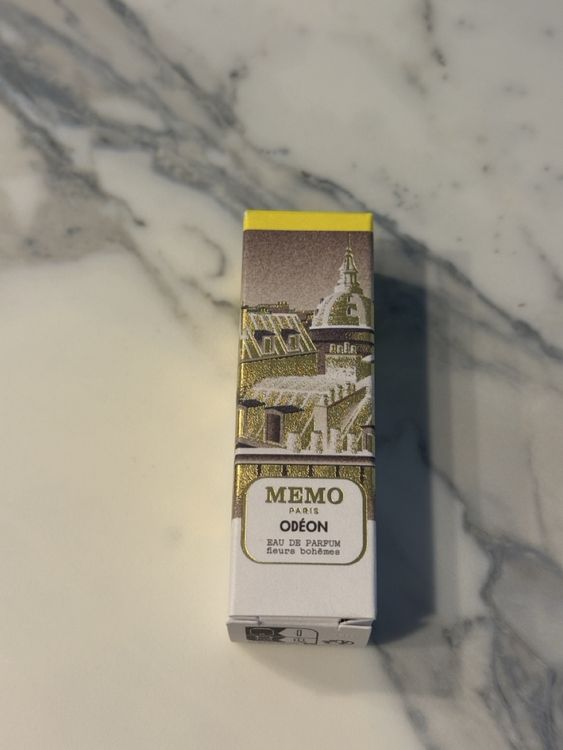 MEMO
PARIS
ODÉON
EAU DE PARFUM
fleurs bohèmes